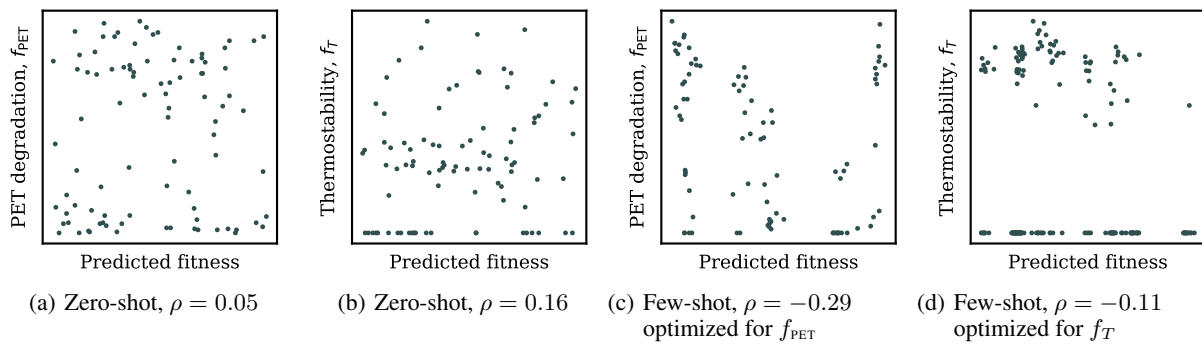 PET degradation, f_PET
Predicted fitness
(a) Zero-shot, ρ = 0.05
Thermostability, f_T
Predicted fitness
(b) Zero-shot, ρ = 0.16
PET degradation, f_PET
Predicted fitness
(c) Few-shot, ρ = −0.29
optimized for f_PET
Thermostability, f_T
Predicted fitness
(d) Few-shot, ρ = −0.11
optimized for f_T